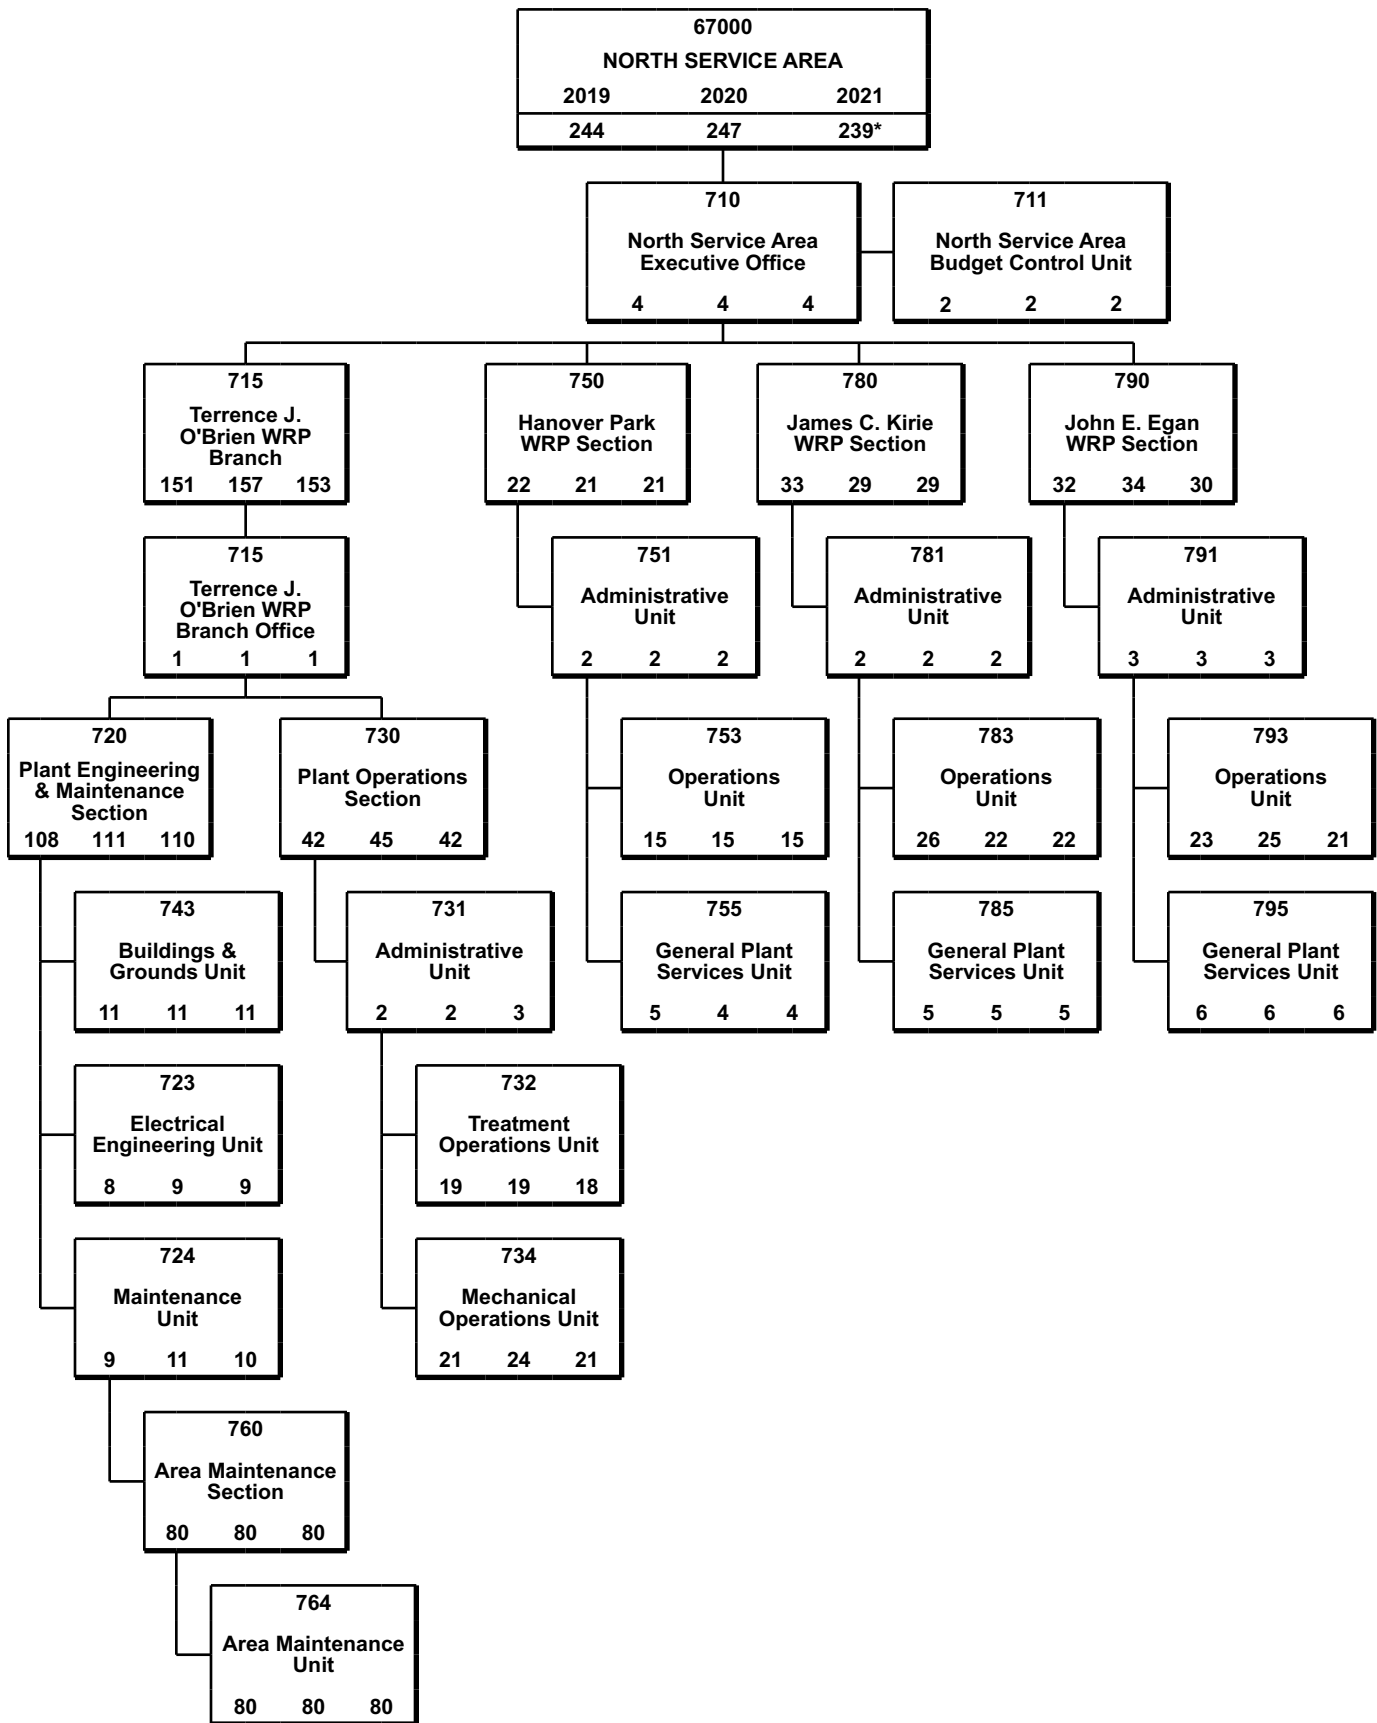 67000
NORTH SERVICE AREA
2019 2020 2021
244 247 239*
710
North Service Area
Executive Office
4 4 4
711
North Service Area
Budget Control Unit
2 2 2
715
Terrence J.
O'Brien WRP
Branch
151 157 153
750
Hanover Park
WRP Section
22 21 21
780
James C. Kirie
WRP Section
33 29 29
790
John E. Egan
WRP Section
32 34 30
715
Terrence J.
O'Brien WRP
Branch Office
1 1 1
751
Administrative
Unit
2 2 2
781
Administrative
Unit
2 2 2
791
Administrative
Unit
3 3 3
720
Plant Engineering
& Maintenance
Section
108 111 110
730
Plant Operations
Section
42 45 42
753
Operations
Unit
15 15 15
783
Operations
Unit
26 22 22
793
Operations
Unit
23 25 21
743
Buildings &
Grounds Unit
11 11 11
731
Administrative
Unit
2 2 3
755
General Plant
Services Unit
5 4 4
785
General Plant
Services Unit
5 5 5
795
General Plant
Services Unit
6 6 6
723
Electrical
Engineering Unit
8 9 9
732
Treatment
Operations Unit
19 19 18
724
Maintenance
Unit
9 11 10
734
Mechanical
Operations Unit
21 24 21
760
Area Maintenance
Section
80 80 80
764
Area Maintenance
Unit
80 80 80